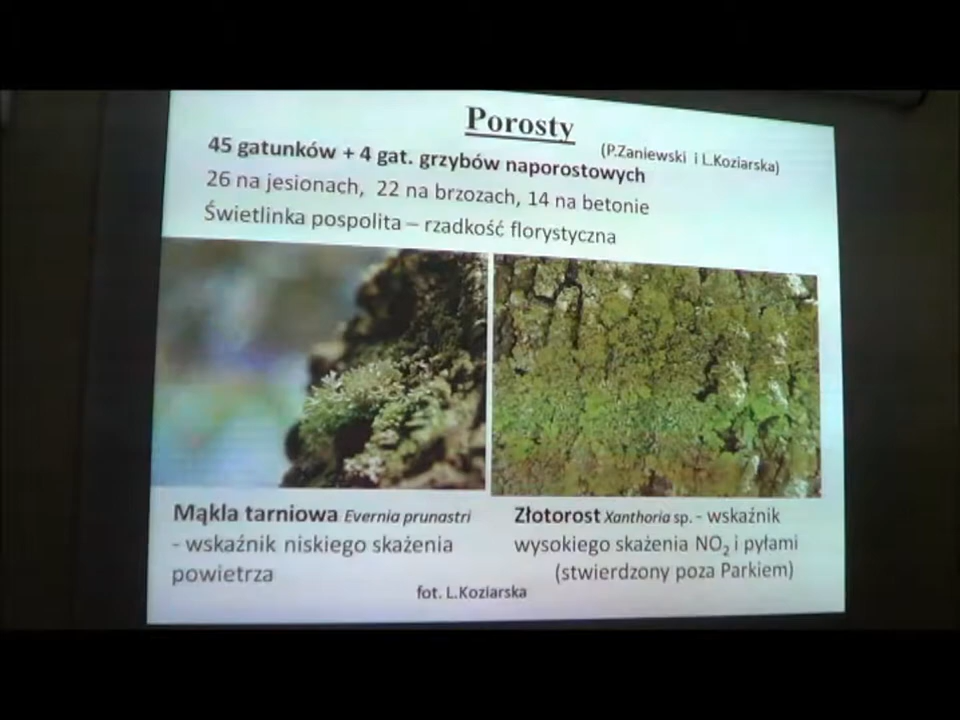 Porosty
(P.Zaniewski i L.Koziarska)
45 gatunków + 4 gat. grzybów naporostowych
26 na jesionach, 22 na brzozach, 14 na betonie
Świetlinka pospolita – rzadkość florystyczna
Mąkla tarniowa Evernia prunastri
- wskaźnik niskiego skażenia
powietrza
Złotorost Xanthoria sp. - wskaźnik
wysokiego skażenia NO₂ i pyłami
(stwierdzony poza Parkiem)
fot. L.Koziarska